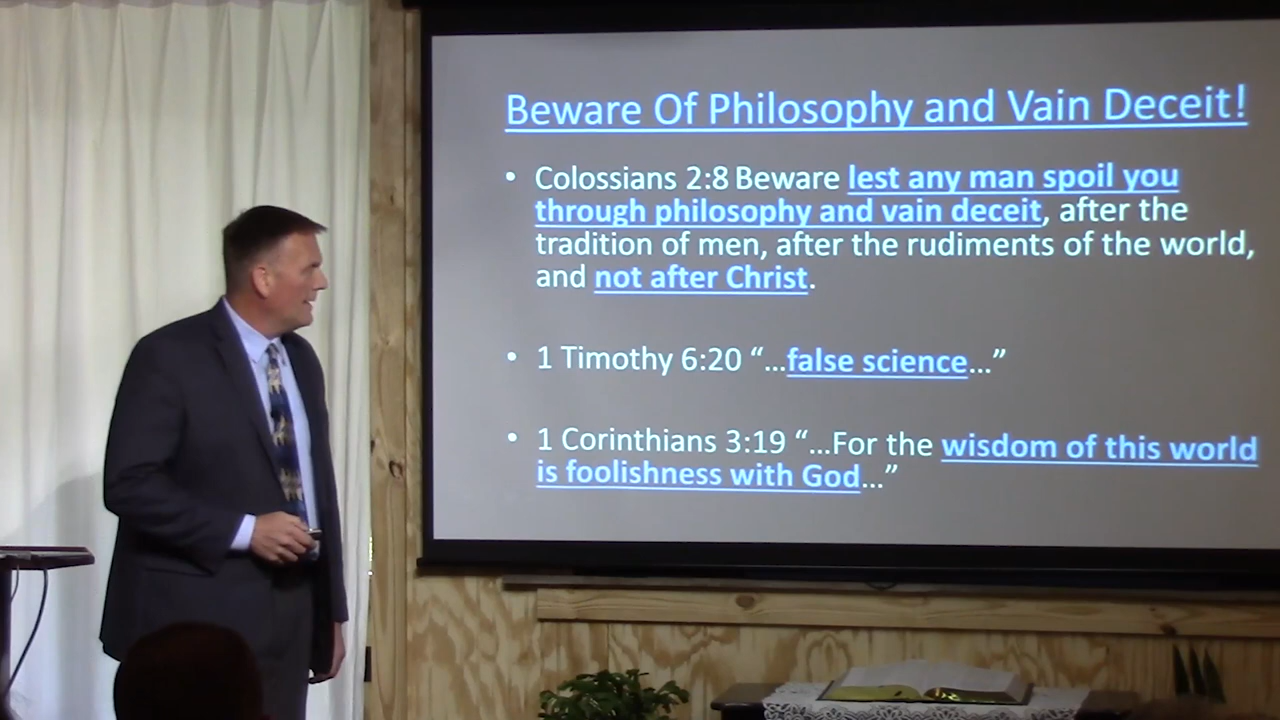 Beware Of Philosophy and Vain Deceit!
• Colossians 2:8 Beware lest any man spoil you
through philosophy and vain deceit, after the
tradition of men, after the rudiments of the world,
and not after Christ.
• 1 Timothy 6:20 “…false science…”
• 1 Corinthians 3:19 “…For the wisdom of this world
is foolishness with God…”